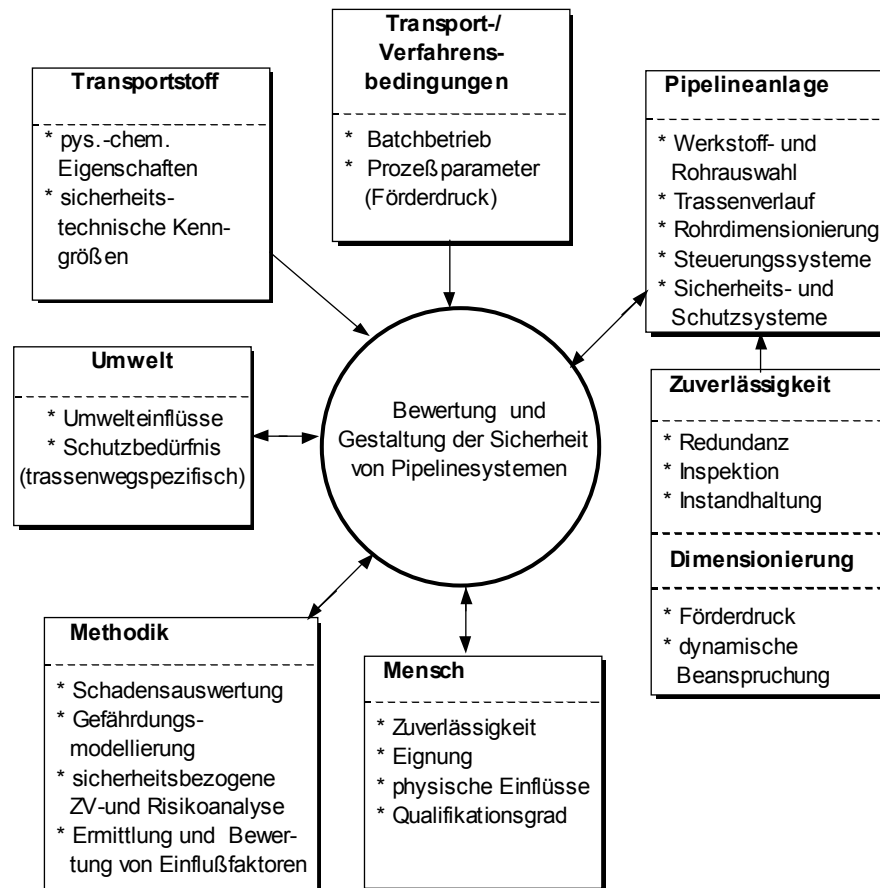 Transportstoff
* pys.-chem.
Eigenschaften
* sicherheits-
technische Kenn-
größen
Transport-/
Verfahrens-
bedingungen
* Batchbetrieb
* Prozeßparameter
(Förderdruck)
Pipelineanlage
* Werkstoff- und
Rohrauswahl
* Trassenverlauf
* Rohrdimensionierung
* Steuerungssysteme
* Sicherheits- und
Schutzsysteme
Umwelt
* Umwelteinflüsse
* Schutzbedürfnis
(trassenwegspezifisch)
Bewertung und
Gestaltung der Sicherheit
von Pipelinesystemen
Zuverlässigkeit
* Redundanz
* Inspektion
* Instandhaltung
Dimensionierung
* Förderdruck
* dynamische
Beanspruchung
Methodik
* Schadensauswertung
* Gefährdungs-
modellierung
* sicherheitsbezogene
ZV-und Risikoanalyse
* Ermittlung und Bewer-
tung von Einflußfaktoren
Mensch
* Zuverlässigkeit
* Eignung
* physische Einflüsse
* Qualifikationsgrad